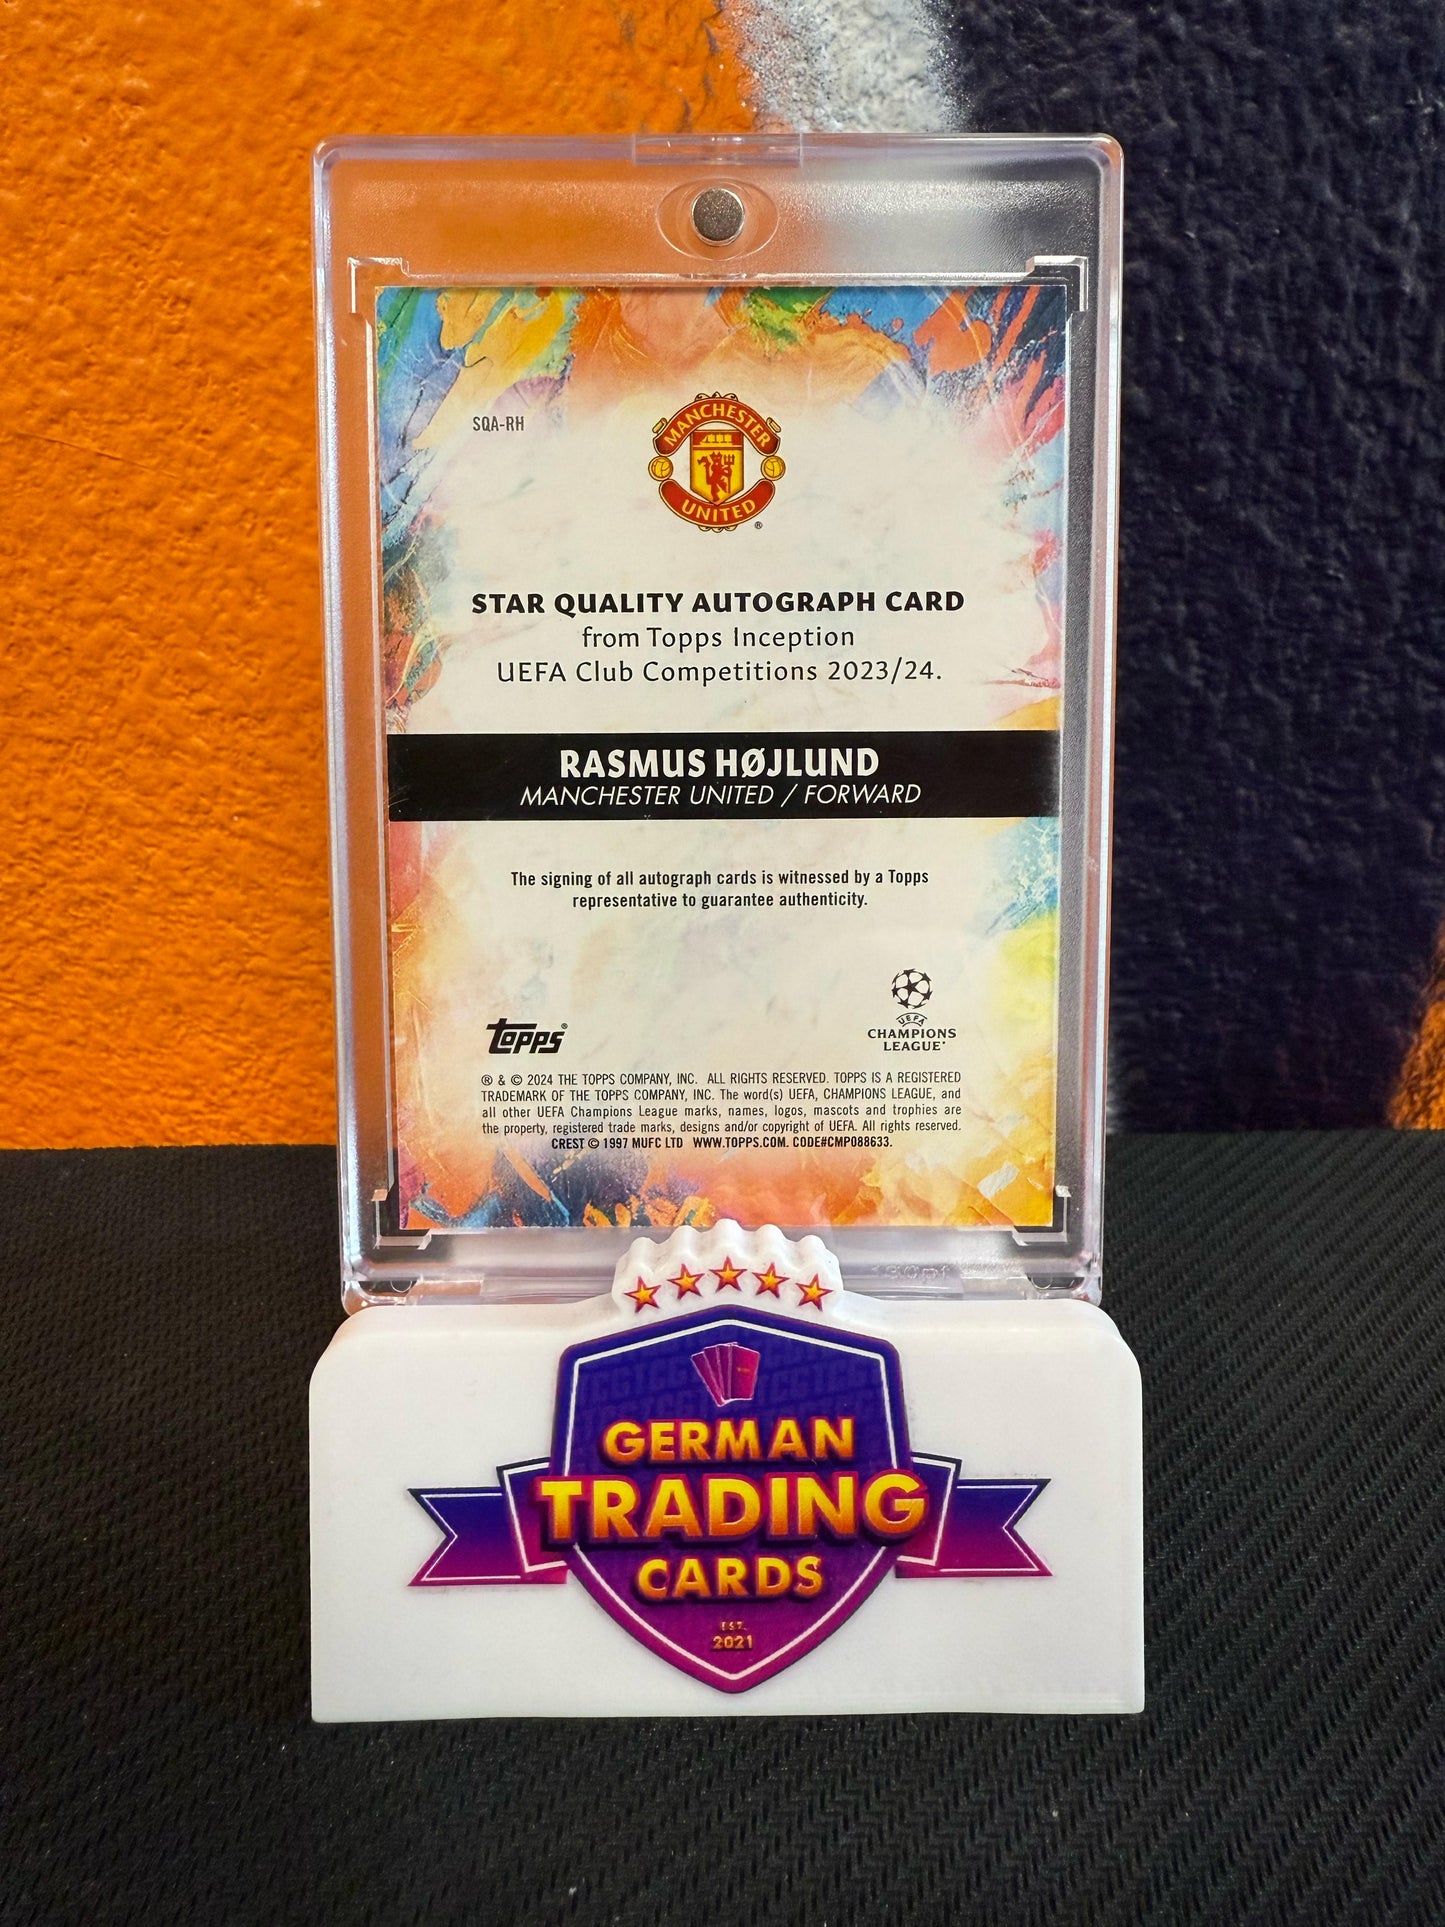 SQA-RH
MANCHESTER
UNITED
®
STAR QUALITY AUTOGRAPH CARD
from Topps Inception
UEFA Club Competitions 2023/24.
RASMUS HØJLUND
MANCHESTER UNITED / FORWARD
The signing of all autograph cards is witnessed by a Topps
representative to guarantee authenticity.
Topps®
UEFA
CHAMPIONS
LEAGUE
® & © 2024 THE TOPPS COMPANY, INC. ALL RIGHTS RESERVED. TOPPS IS A REGISTERED
TRADEMARK OF THE TOPPS COMPANY, INC. The word(s) UEFA, CHAMPIONS LEAGUE, and
all other UEFA Champions League marks, names, logos, mascots and trophies are
the property, registered trade marks, designs and/or copyright of UEFA. All rights reserved.
CREST © 1997 MUFC LTD WWW.TOPPS.COM. CODE#CMP088633.
GERMAN
TRADING
CARDS
EST.
2021